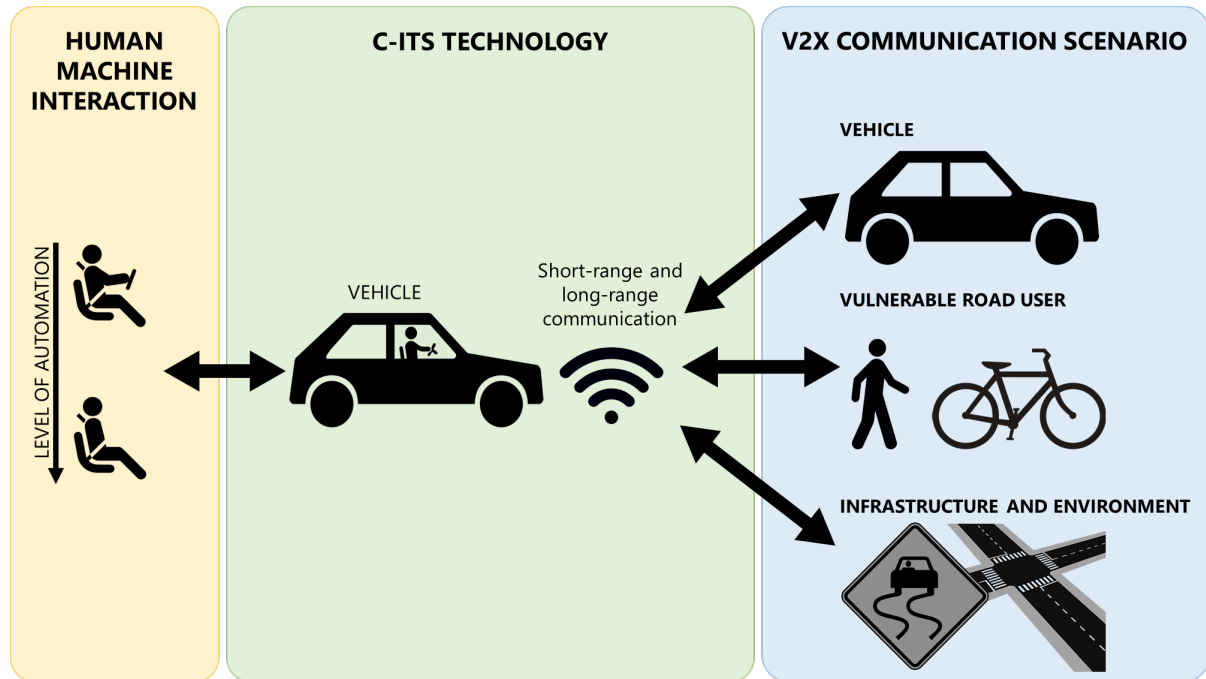 HUMAN
MACHINE
INTERACTION
LEVEL OF AUTOMATION
C-ITS TECHNOLOGY
VEHICLE
Short-range and
long-range
communication
V2X COMMUNICATION SCENARIO
VEHICLE
VULNERABLE ROAD USER
INFRASTRUCTURE AND ENVIRONMENT